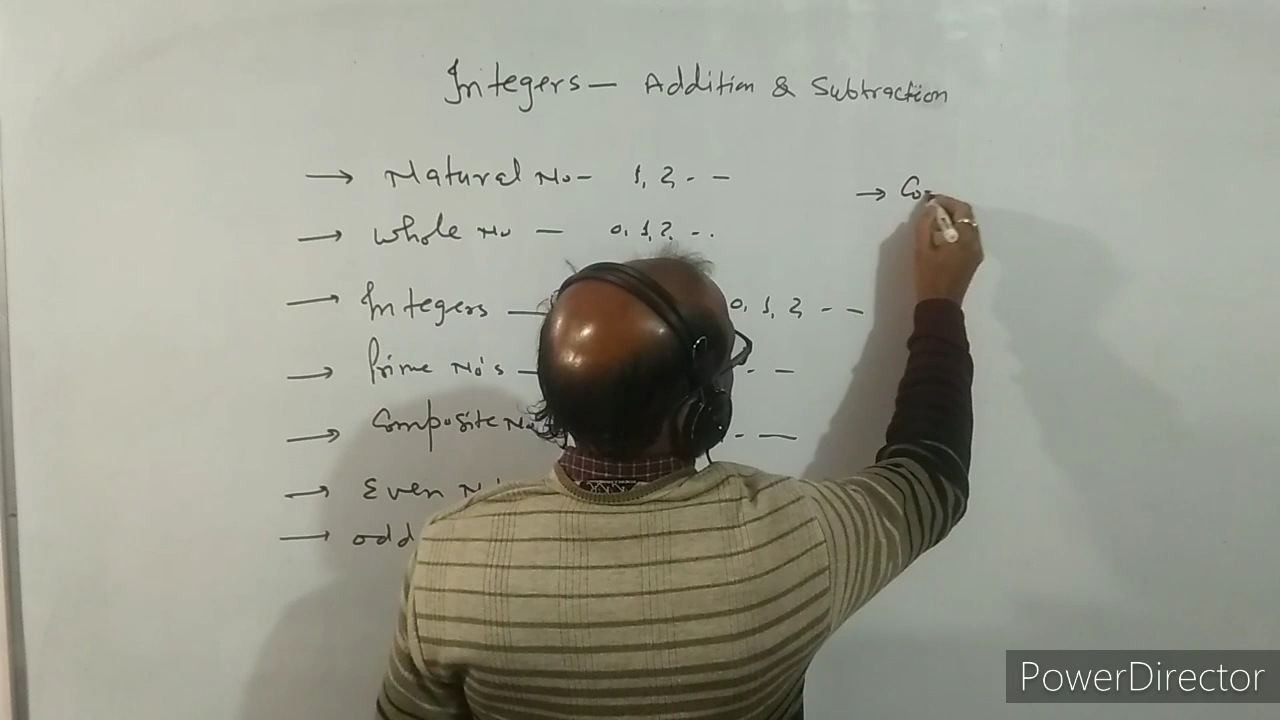 Integers — Addition & Subtraction
→ Natural No - 1, 2 - -
→ Whole No — 0, 1, 2, - -
→ Integers — 0, 1, 2, - -
→ Prime No's — - -
→ Composite No - —
→ Even
→ odd
→ Co
PowerDirector